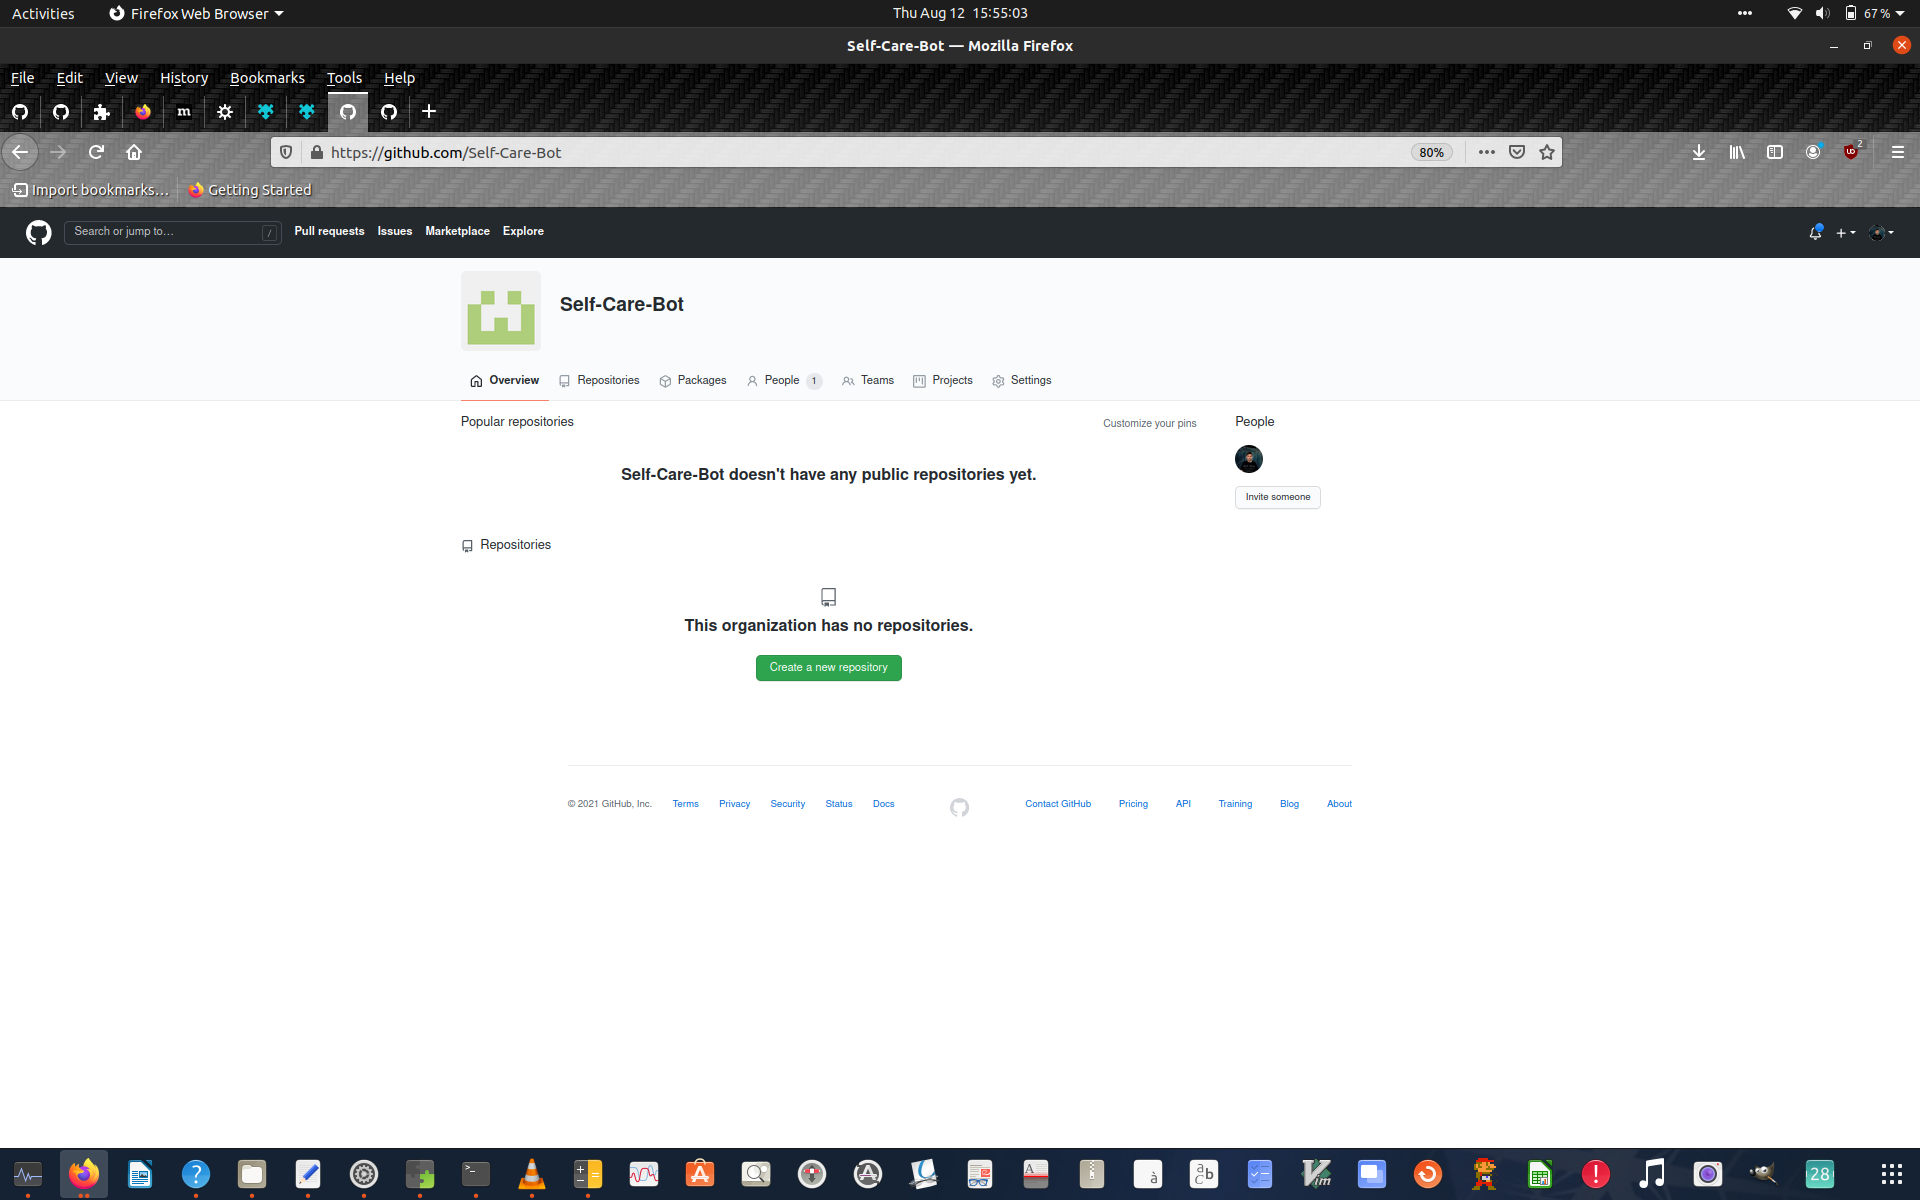 Activities Firefox Web Browser Thu Aug 12 15:55:03 67 %
Self-Care-Bot — Mozilla Firefox
File Edit View History Bookmarks Tools Help
m
https://github.com/Self-Care-Bot 80% 2
Import bookmarks… Getting Started
Search or jump to… / Pull requests Issues Marketplace Explore
Self-Care-Bot
Overview Repositories Packages People 1 Teams Projects Settings
Popular repositories Customize your pins People
Self-Care-Bot doesn't have any public repositories yet.
Invite someone
Repositories
This organization has no repositories.
Create a new repository
© 2021 GitHub, Inc. Terms Privacy Security Status Docs Contact GitHub Pricing API Training Blog About
28